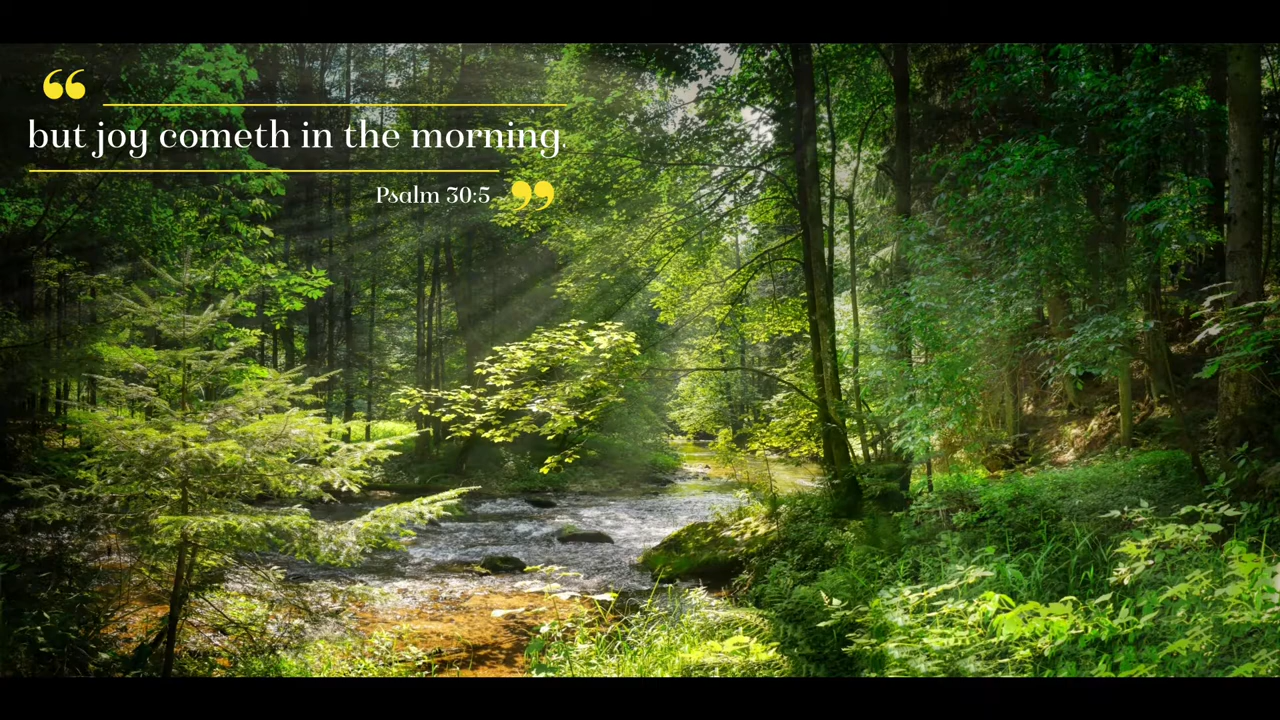 “
but joy cometh in the morning.
Psalm 30:5 ”